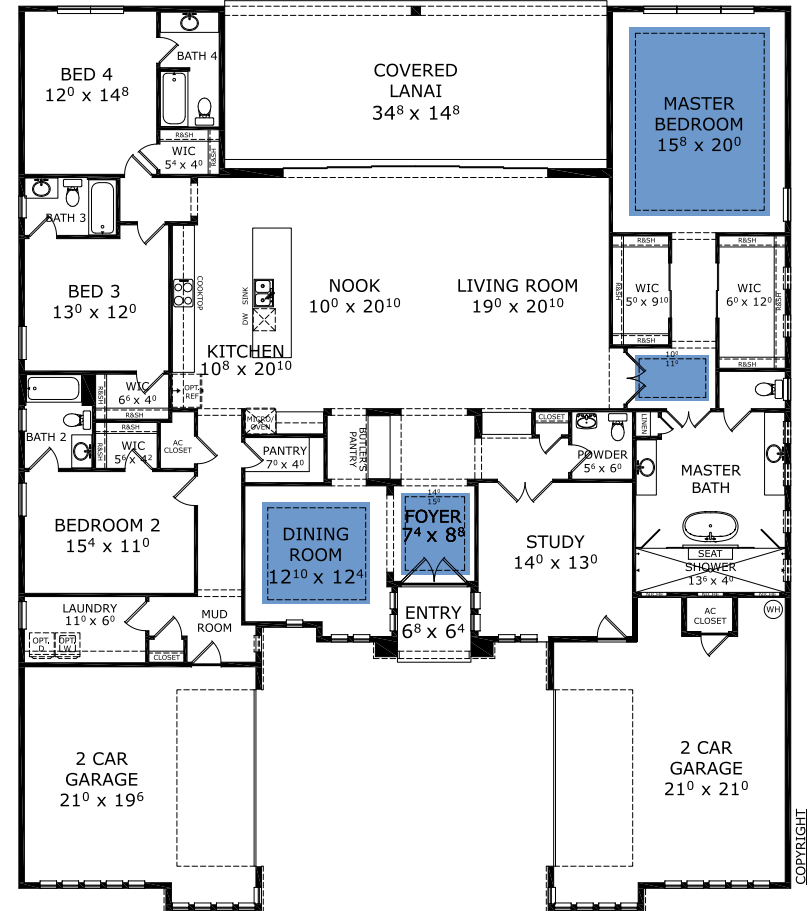 BED 4
12⁰ x 14⁸
BATH 4
R&SH
WIC
5⁴ x 4⁰
R&SH
COVERED
LANAI
34⁸ x 14⁸
MASTER
BEDROOM
15⁸ x 20⁰
BATH 3
BED 3
13⁰ x 12⁰
COOKTOP
SINK
DW
KITCHEN
10⁸ x 20¹⁰
NOOK
10⁰ x 20¹⁰
LIVING ROOM
19⁰ x 20¹⁰
R&SH
R&SH
WIC
5⁰ x 9¹⁰
R&SH
R&SH
WIC
6⁰ x 12⁰
R&SH
R&SH
10⁰
11⁰
WIC
6⁶ x 4⁰
R&SH
R&SH
OPT.
REF
BATH 2
R&SH
WIC
5⁶ x 4²
R&SH
AC
CLOSET
MICRO/
OVEN
PANTRY
7⁰ x 4⁰
BUTLER'S
PANTRY
CLOSET
POWDER
5⁶ x 6⁰
LINEN
MASTER
BATH
SEAT
SHOWER
13⁶ x 4⁰
BEDROOM 2
15⁴ x 11⁰
DINING
ROOM
12¹⁰ x 12⁴
14⁰
15⁰
FOYER
7⁴ x 8⁸
STUDY
14⁰ x 13⁰
LAUNDRY
11⁰ x 6⁰
OPT.
D
OPT.
W
MUD
ROOM
CLOSET
ENTRY
6⁸ x 6⁴
AC
CLOSET
WH
2 CAR
GARAGE
21⁰ x 19⁶
2 CAR
GARAGE
21⁰ x 21⁰
COPYRIGHT